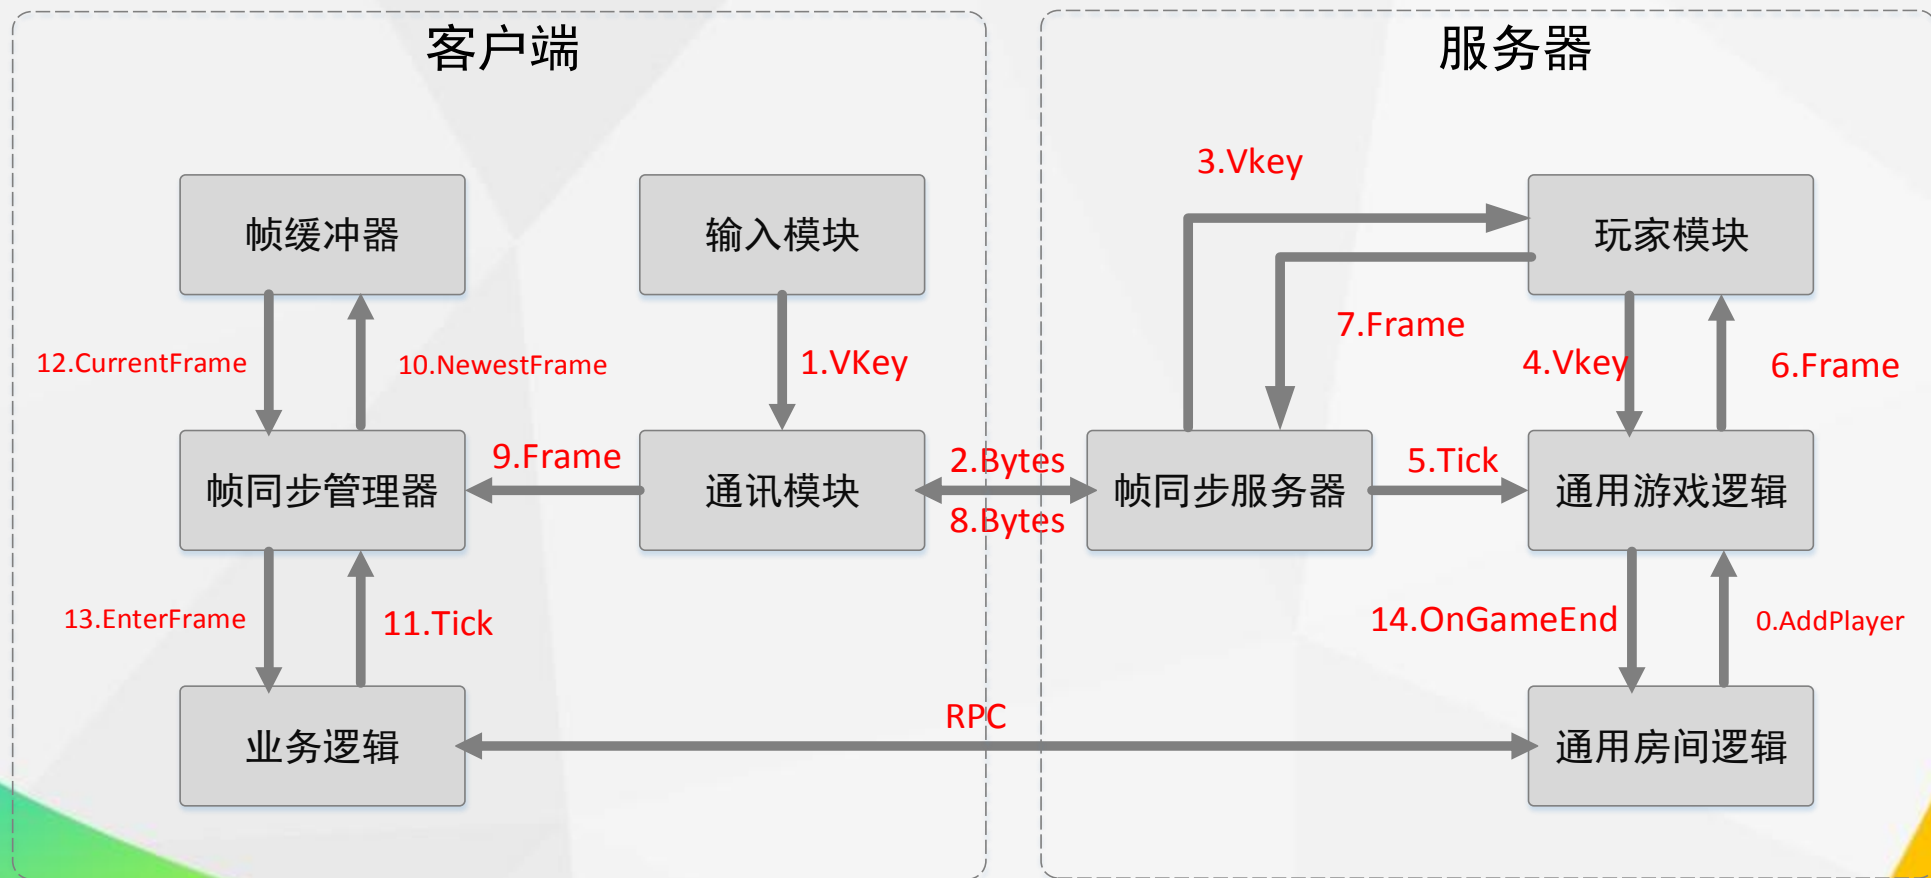 客户端
服务器
3.Vkey
帧缓冲器
输入模块
玩家模块
7.Frame
12.CurrentFrame
10.NewestFrame
1.VKey
4.Vkey
6.Frame
9.Frame
2.Bytes
5.Tick
帧同步管理器
通讯模块
帧同步服务器
通用游戏逻辑
8.Bytes
13.EnterFrame
11.Tick
14.OnGameEnd
0.AddPlayer
RPC
业务逻辑
通用房间逻辑